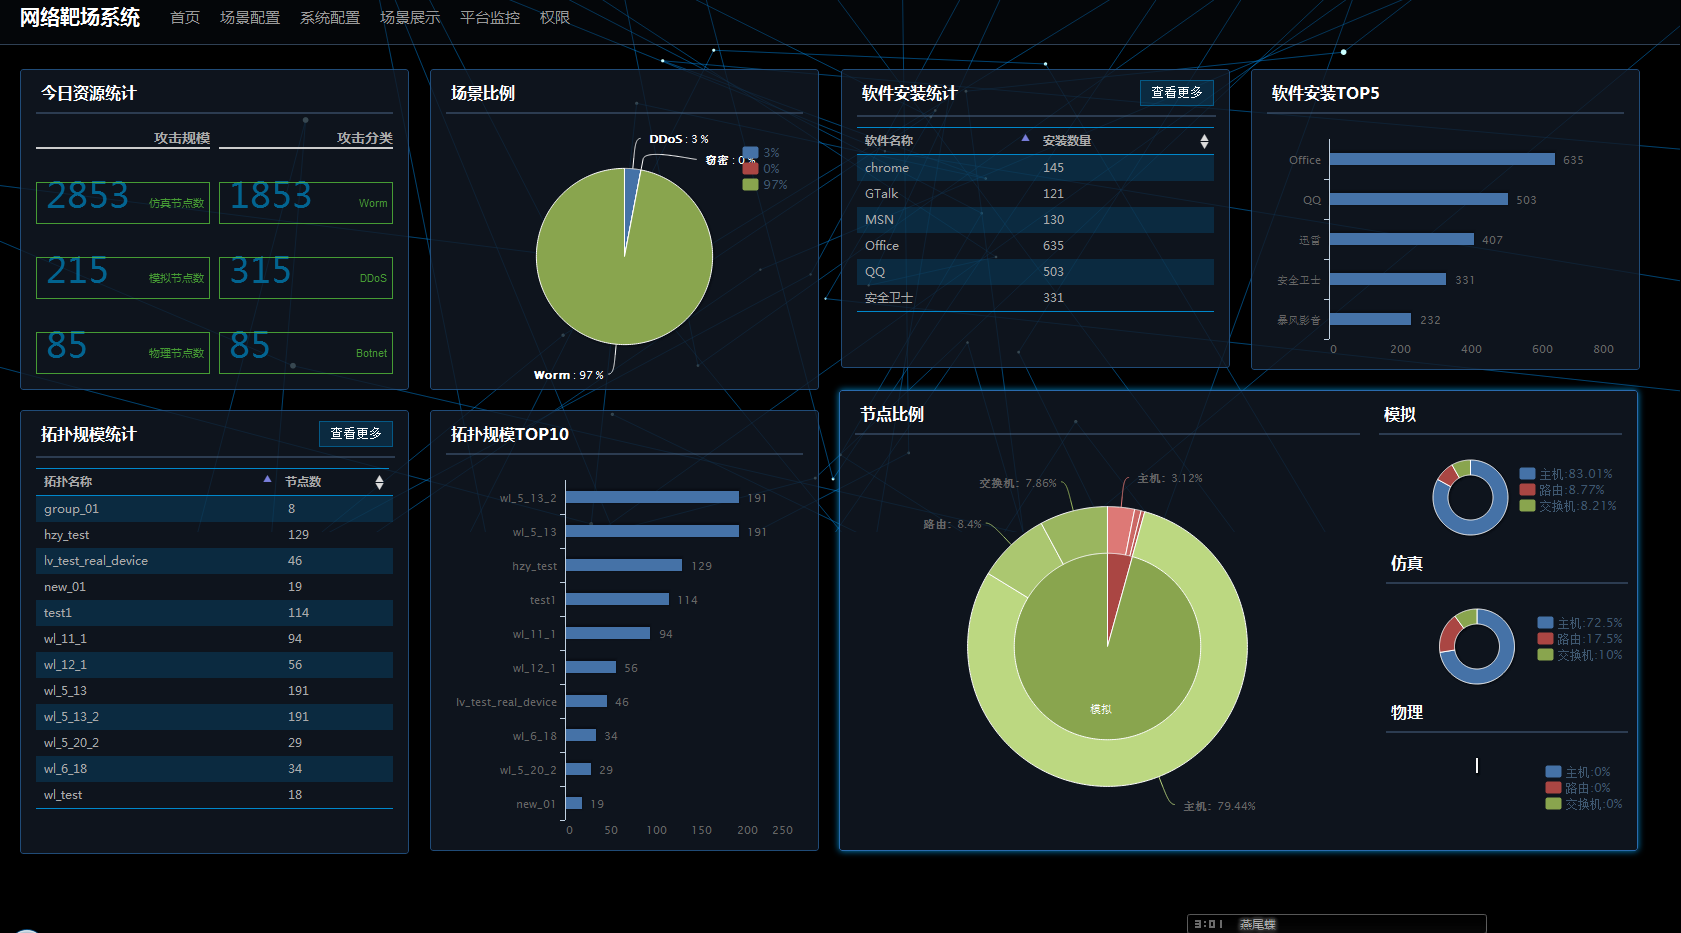 网络靶场系统 首页 场景配置 系统配置 场景展示 平台监控 权限
今日资源统计
攻击规模 攻击分类
2853 仿真节点数 1853 Worm
215 模拟节点数 315 DDoS
85 物理节点数 85 Botnet
场景比例
DDoS : 3 %
窃密 : 0 %
3%
0%
97%
Worm : 97 %
软件安装统计 查看更多
软件名称 安装数量
chrome 145
GTalk 121
MSN 130
Office 635
QQ 503
安全卫士 331
软件安装TOP5
Office 635
QQ 503
迅雷 407
安全卫士 331
暴风影音 232
0 200 400 600 800
拓扑规模统计 查看更多
拓扑名称 节点数
group_01 8
hzy_test 129
lv_test_real_device 46
new_01 19
test1 114
wl_11_1 94
wl_12_1 56
wl_5_13 191
wl_5_13_2 191
wl_5_20_2 29
wl_6_18 34
wl_test 18
拓扑规模TOP10
wl_5_13_2 191
wl_5_13 191
hzy_test 129
test1 114
wl_11_1 94
wl_12_1 56
lv_test_real_device 46
wl_6_18 34
wl_5_20_2 29
new_01 19
0 50 100 150 200 250
节点比例
交换机: 7.86%
主机: 3.12%
路由: 8.4%
模拟
主机: 79.44%
模拟
主机:83.01%
路由:8.77%
交换机:8.21%
仿真
主机:72.5%
路由:17.5%
交换机:10%
物理
主机:0%
路由:0%
交换机:0%
3:01 燕尾蝶